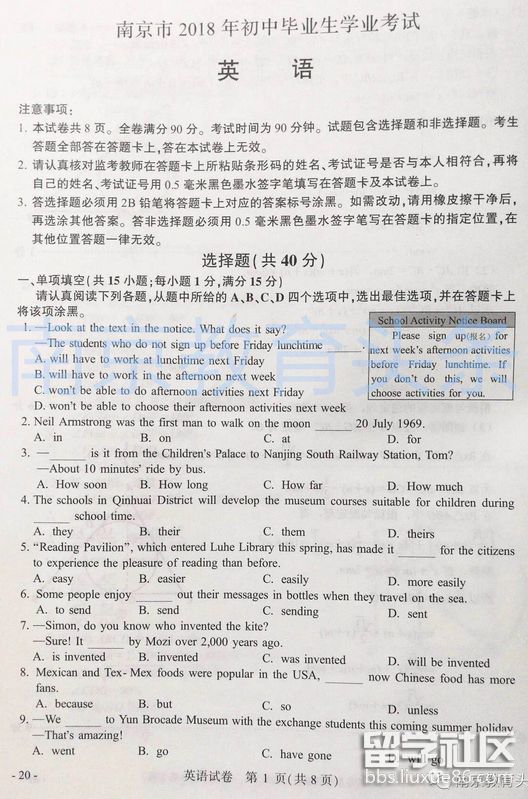 南京市 2018 年初中毕业生学业考试
英 语
注意事项:
1. 本试卷共 8 页。全卷满分 90 分。考试时间为 90 分钟。试题包含选择题和非选择题。考生
答题全部答在答题卡上,答在本试卷上无效。
2. 请认真核对监考教师在答题卡上所粘贴条形码的姓名、考试证号是否与本人相符合,再将
自己的姓名、考试证号用 0.5 毫米黑色墨水签字笔填写在答题卡及本试卷上。
3. 答选择题必须用 2B 铅笔将答题卡上对应的答案标号涂黑。如需改动,请用橡皮擦干净后,
再选涂其他答案。答非选择题必须用 0.5 毫米黑色墨水签字笔写在答题卡的指定位置,在
其他位置答题一律无效。
选择题(共 40 分)
一、单项填空(共 15 小题;每小题 1 分,满分 15 分)
请认真阅读下列各题,从题中所给的 A、B、C、D 四个选项中,选出最佳选项,并在答题卡上
将该项涂黑。
1. —Look at the text in the notice. What does it say?
—The students who do not sign up before Friday lunchtime _____.
A. will have to work at lunchtime next Friday
B. will have to work in the afternoon next week
C. won't be able to do afternoon activities next Friday
D. won't be able to choose their afternoon activities next week
School Activity Notice Board
Please sign up(报名) for
next week's afternoon activities
before Friday lunchtime. If
you don't do this, we will
choose activities for you.
2. Neil Armstrong was the first man to walk on the moon _____ 20 July 1969.
A. in B. on C. at D. for
3. —_____ is it from the Children's Palace to Nanjing South Railway Station, Tom?
—About 10 minutes' ride by bus.
A. How soon B. How long C. How far D. How much
4. The schools in Qinhuai District will develop the museum courses suitable for children during
_____ school time.
A. they B. their C. them D. theirs
5. "Reading Pavilion", which entered Luhe Library this spring, has made it _____ for the citizens
to experience the pleasure of reading than before.
A. easy B. easier C. easily D. more easily
6. Some people enjoy _____ out their messages in bottles when they travel on the sea.
A. to send B. send C. sending D. sent
7. —Simon, do you know who invented the kite?
—Sure! It _____ by Mozi over 2,000 years ago.
A. is invented B. invented C. was invented D. will be invented
8. Mexican and Tex- Mex foods were popular in the USA, _____ now Chinese food has more
fans.
A. because B. but C. so D. unless
9. —We _____ to Yun Brocade Museum with the exchange students this coming summer holiday.
—That's amazing!
A. went B. go C. have gone D. will go
- 20 -
英语试卷 第 1 页(共 8 页)
留学社区
bbs.liuxue86.com
南京教育头